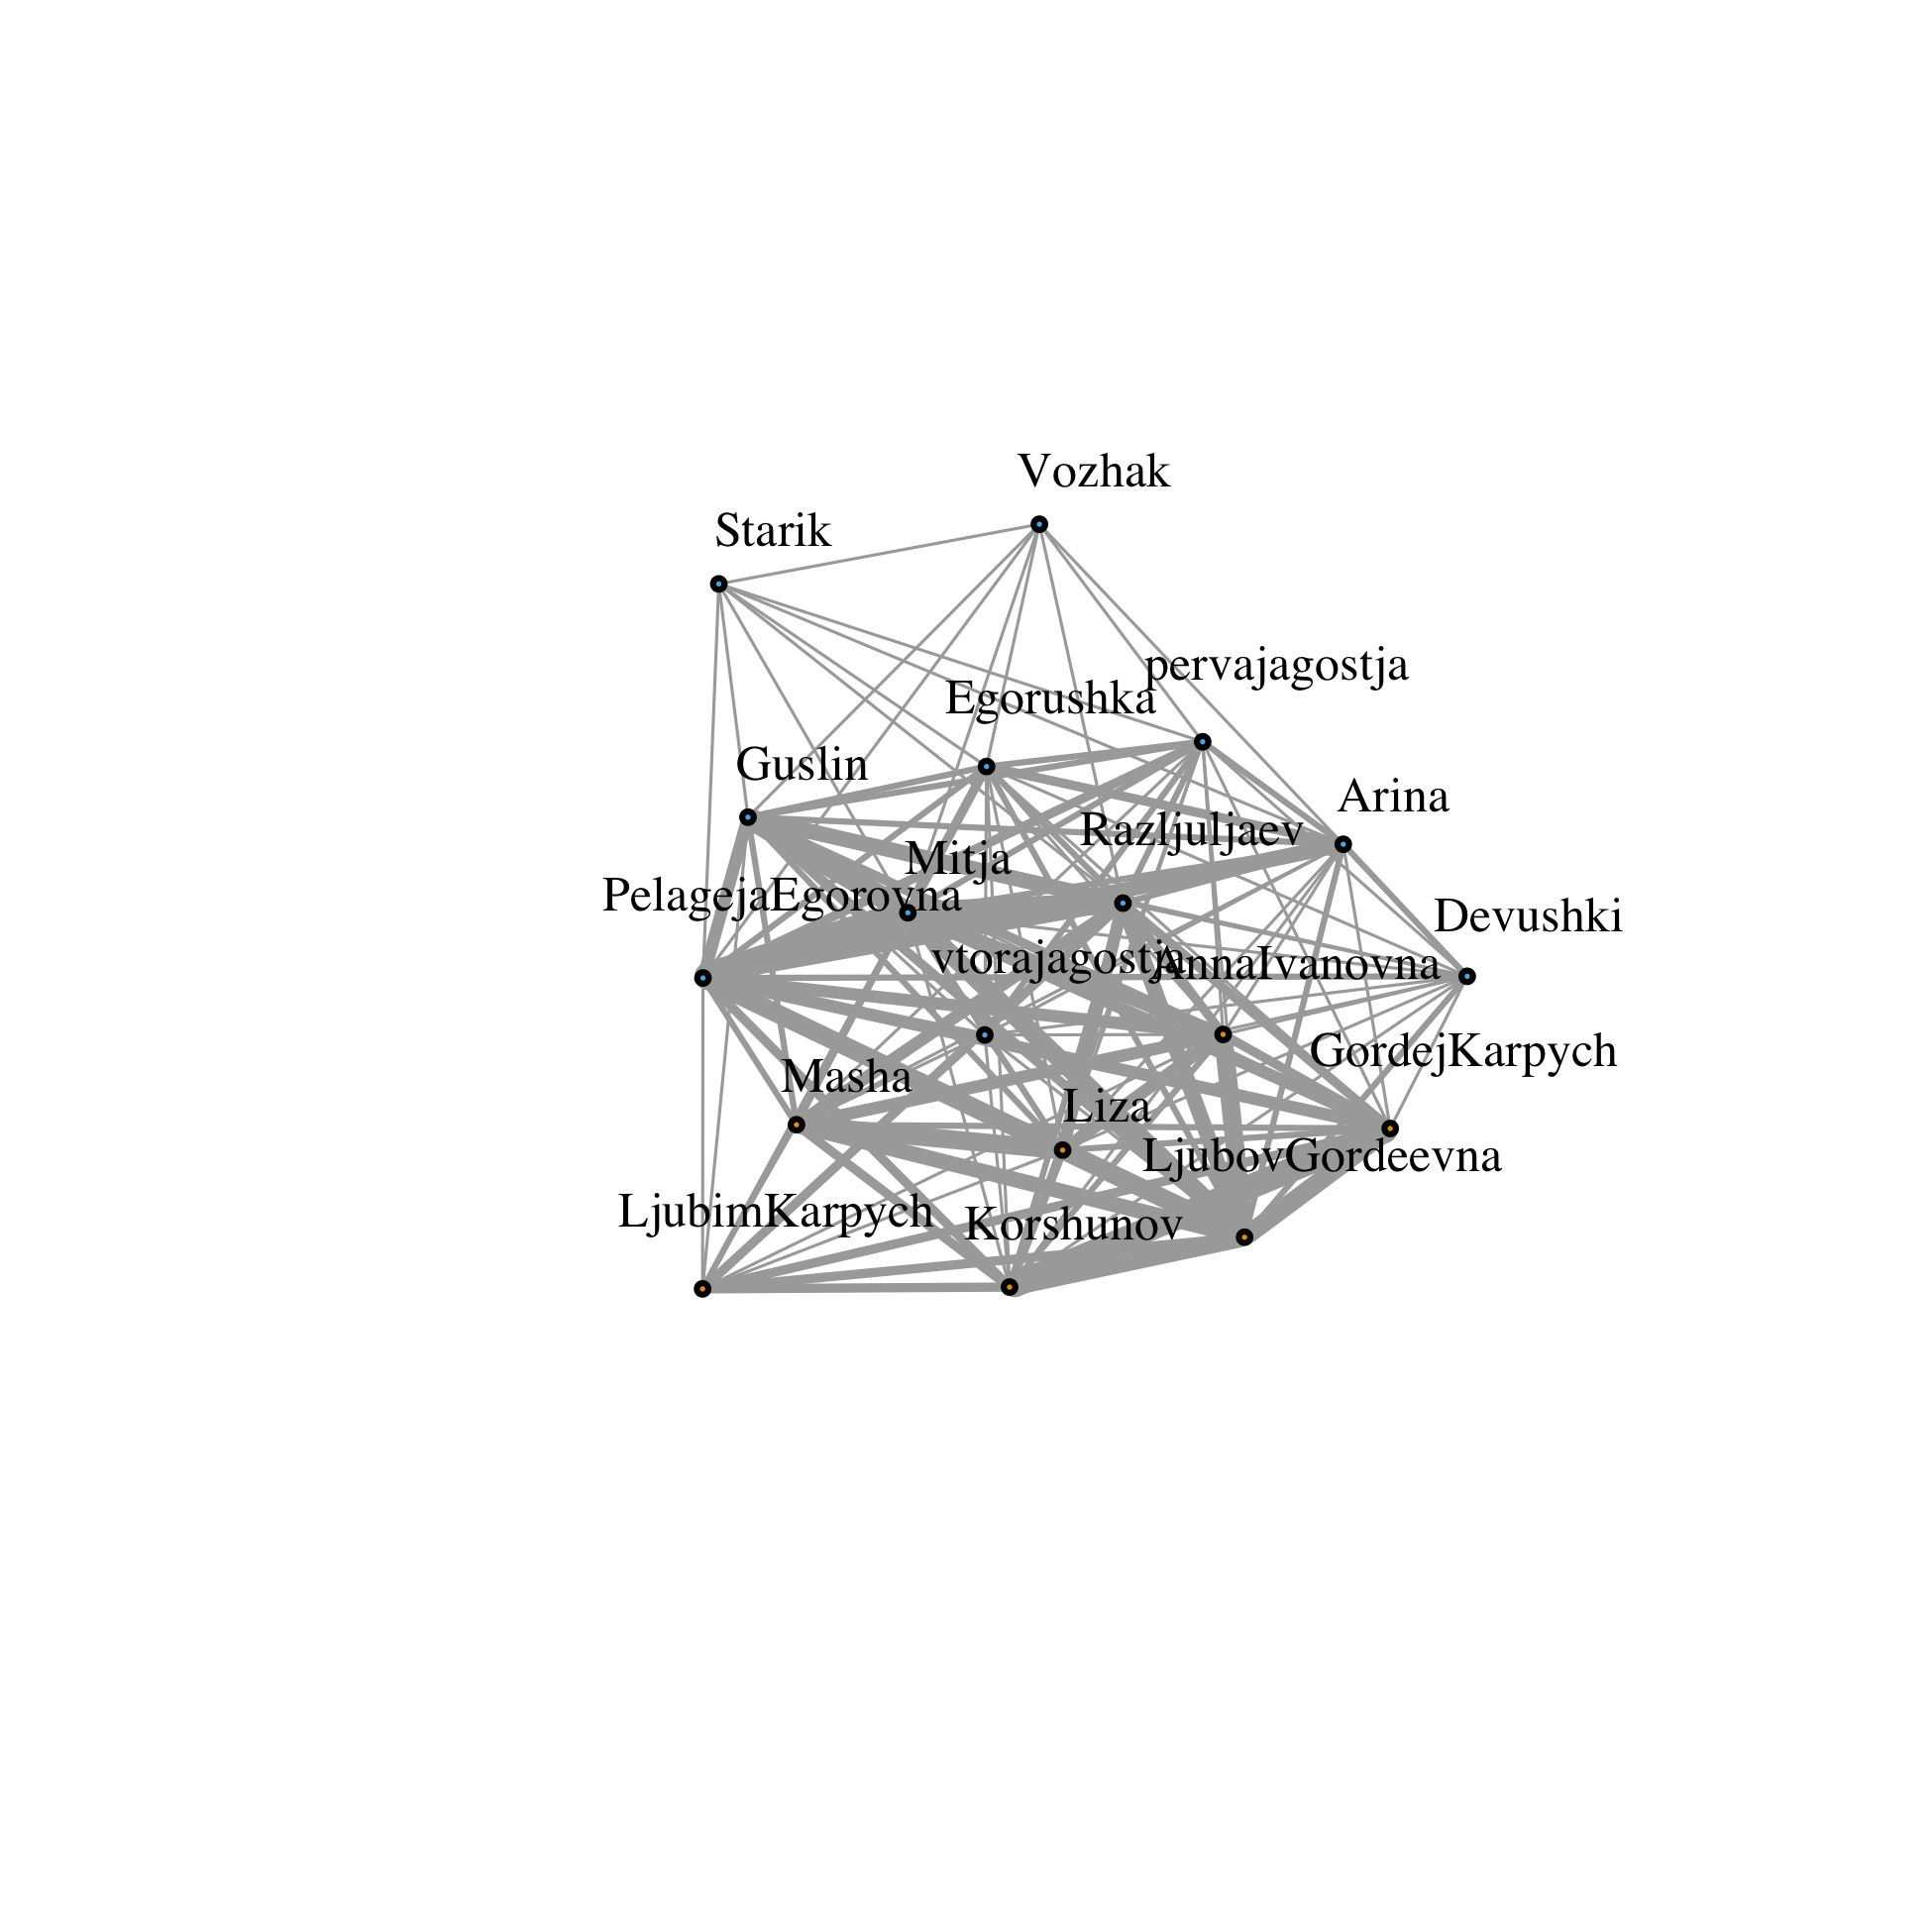 Vozhak
Starik
pervajagostja
Egorushka
Guslin
Arina
Razljuljaev
Mitja
PelagejaEgorovna
Devushki
vtorajagostja
AnnaIvanovna
GordejKarpych
Masha
Liza
LjubovGordeevna
LjubimKarpych
Korshunov